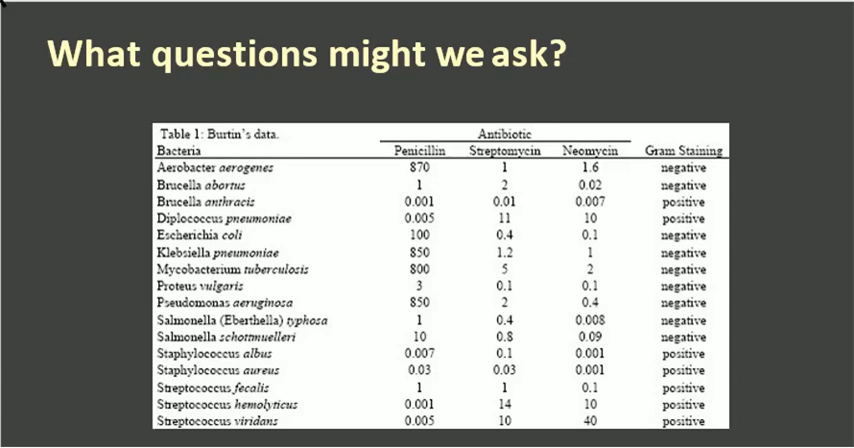 What questions might we ask?
Table 1: Burtin's data. Antibiotic
Bacteria Penicillin Streptomycin Neomycin Gram Staining
Aerobacter aerogenes 870 1 1.6 negative
Brucella abortus 1 2 0.02 negative
Brucella anthracis 0.001 0.01 0.007 positive
Diplococcus pneumoniae 0.005 11 10 positive
Escherichia coli 100 0.4 0.1 negative
Klebsiella pneumoniae 850 1.2 1 negative
Mycobacterium tuberculosis 800 5 2 negative
Proteus vulgaris 3 0.1 0.1 negative
Pseudomonas aeruginosa 850 2 0.4 negative
Salmonella (Eberthella) typhosa 1 0.4 0.008 negative
Salmonella schottmuelleri 10 0.8 0.09 negative
Staphylococcus albus 0.007 0.1 0.001 positive
Staphylococcus aureus 0.03 0.03 0.001 positive
Streptococcus fecalis 1 1 0.1 positive
Streptococcus hemolyticus 0.001 14 10 positive
Streptococcus viridans 0.005 10 40 positive